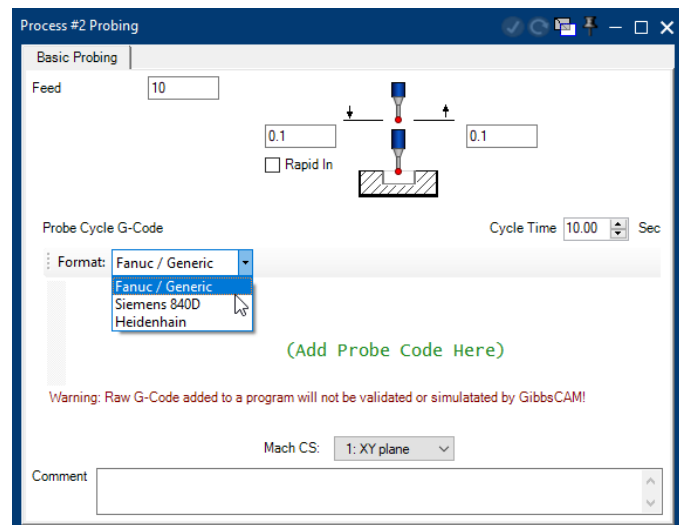 Process #2 Probing
Basic Probing
Feed 10
0.1 0.1
Rapid In
Probe Cycle G-Code Cycle Time 10.00 Sec
Format: Fanuc / Generic
Fanuc / Generic
Siemens 840D
Heidenhain
(Add Probe Code Here)
Warning: Raw G-Code added to a program will not be validated or simulatated by GibbsCAM!
Mach CS: 1: XY plane
Comment